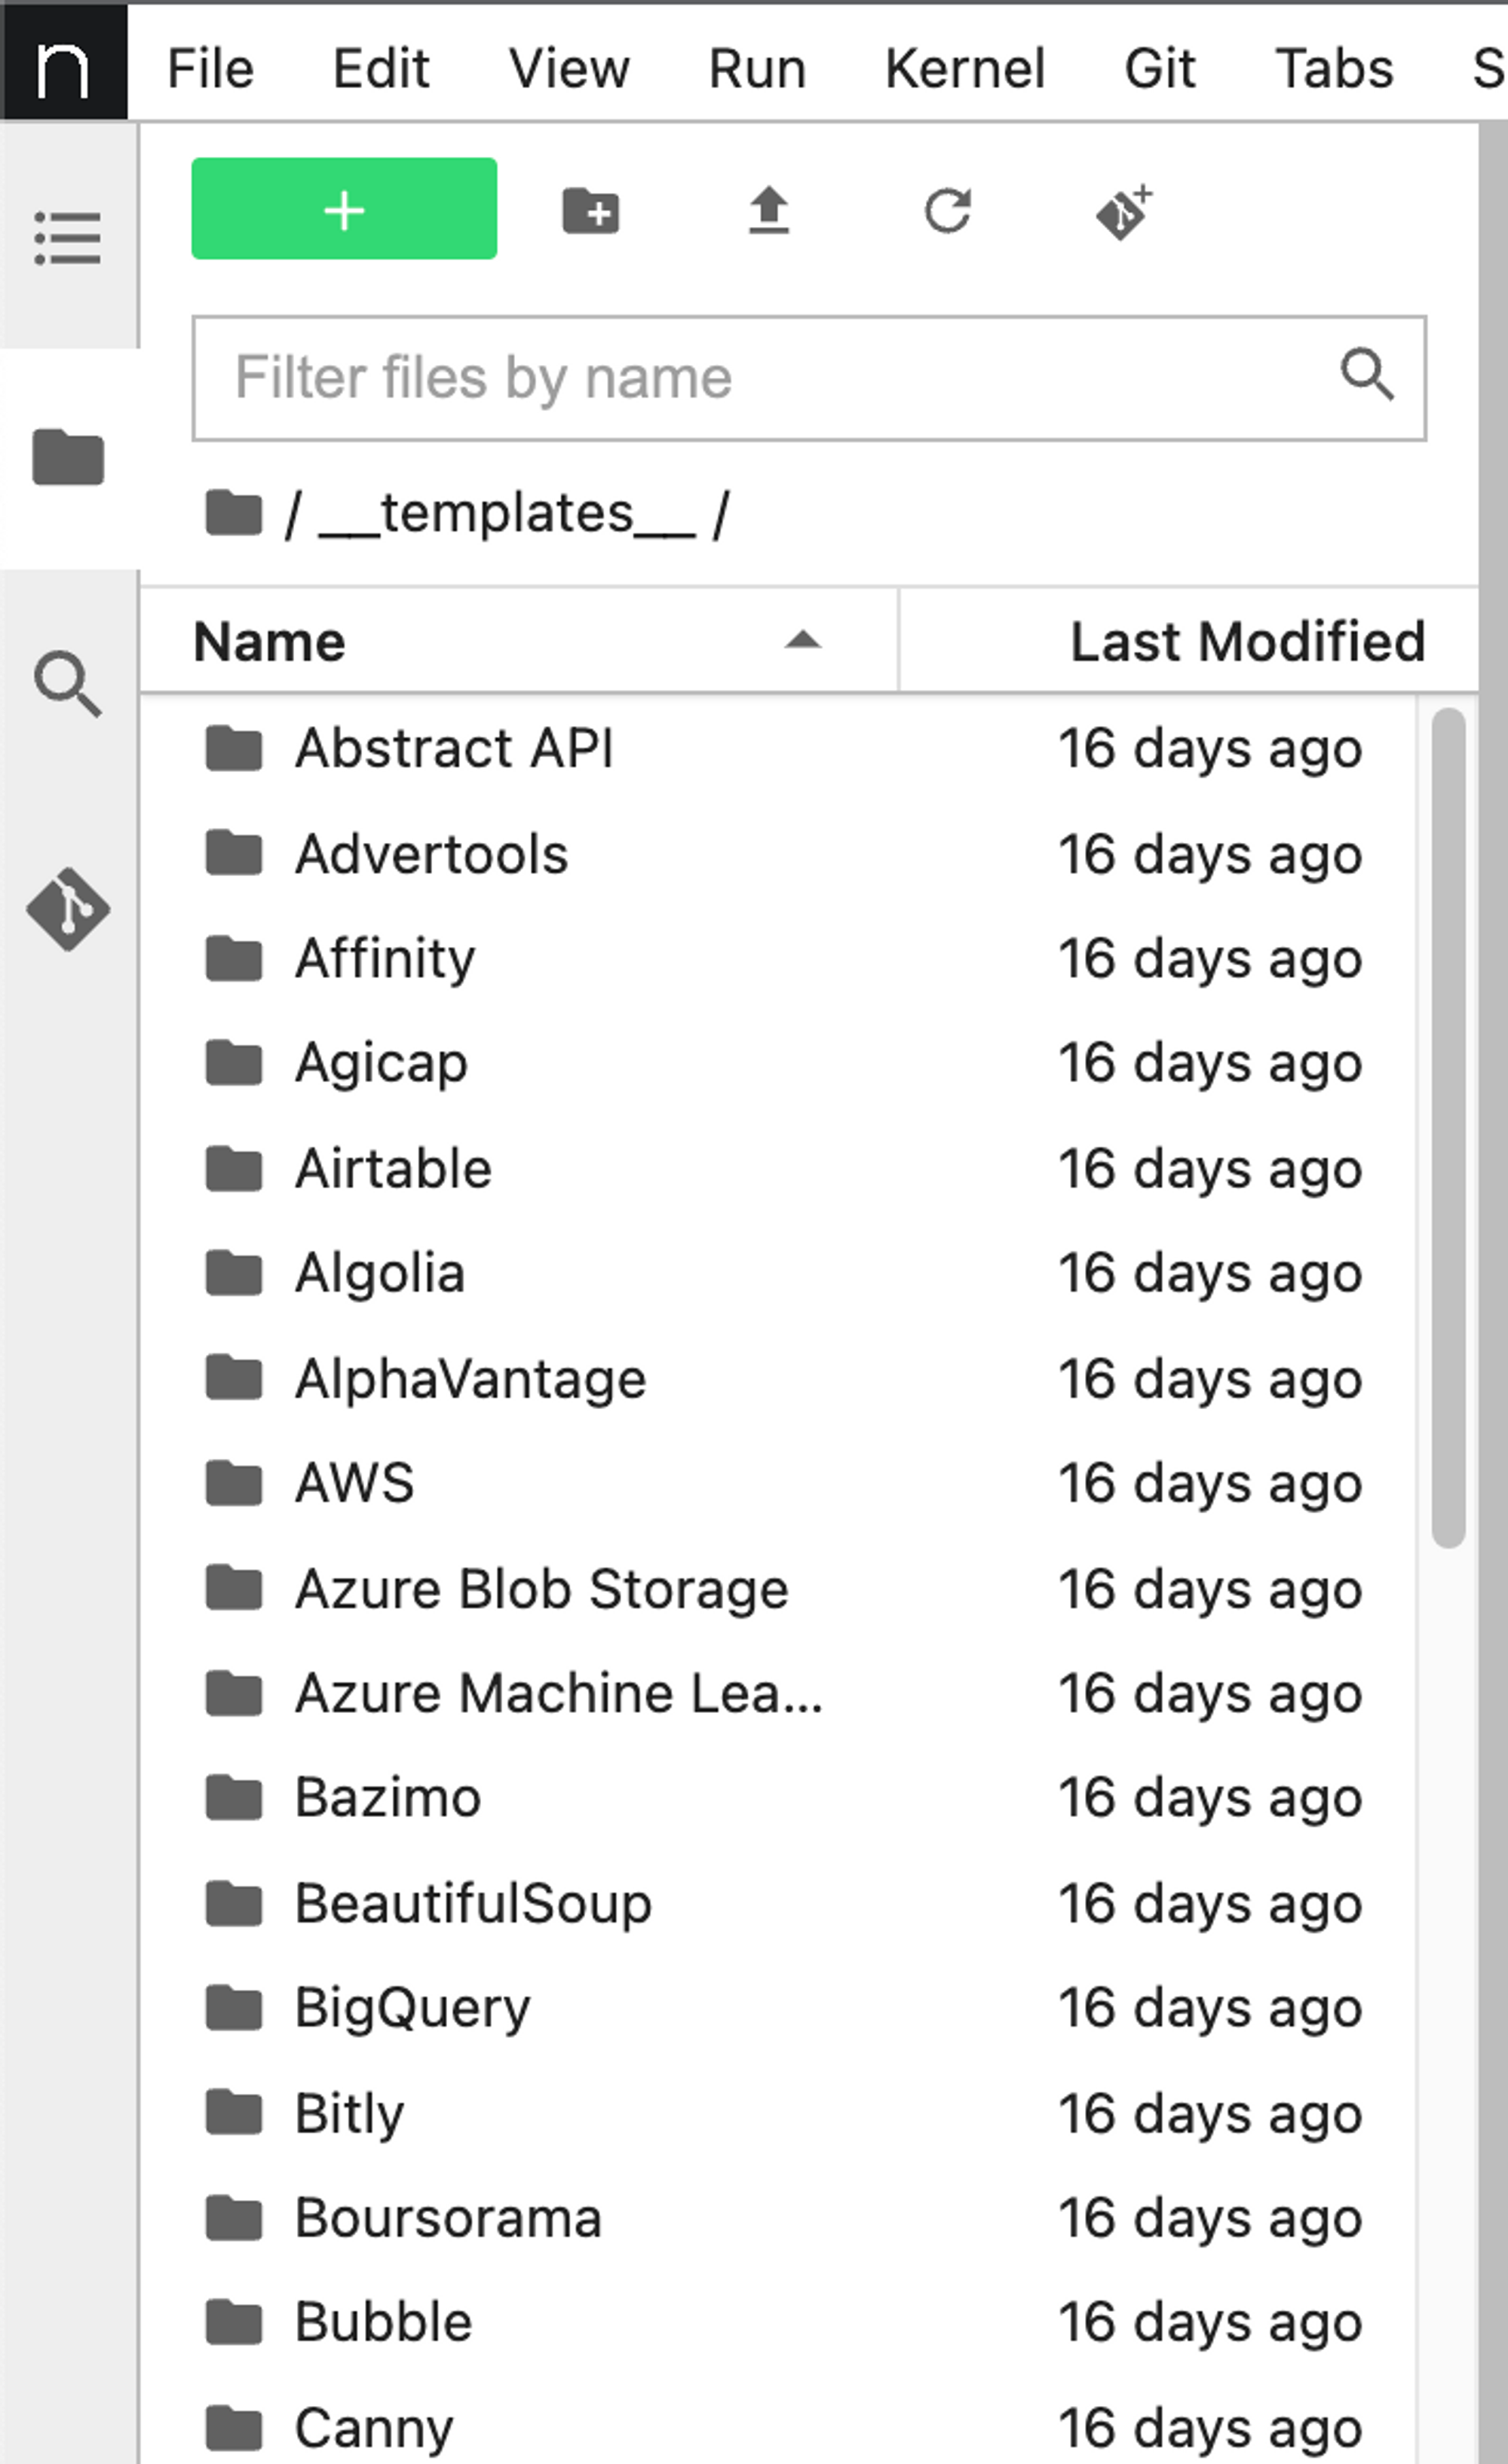 n File Edit View Run Kernel Git Tabs S
+
Filter files by name
/ __templates__ /
Name Last Modified
Abstract API 16 days ago
Advertools 16 days ago
Affinity 16 days ago
Agicap 16 days ago
Airtable 16 days ago
Algolia 16 days ago
AlphaVantage 16 days ago
AWS 16 days ago
Azure Blob Storage 16 days ago
Azure Machine Lea... 16 days ago
Bazimo 16 days ago
BeautifulSoup 16 days ago
BigQuery 16 days ago
Bitly 16 days ago
Boursorama 16 days ago
Bubble 16 days ago
Canny 16 days ago